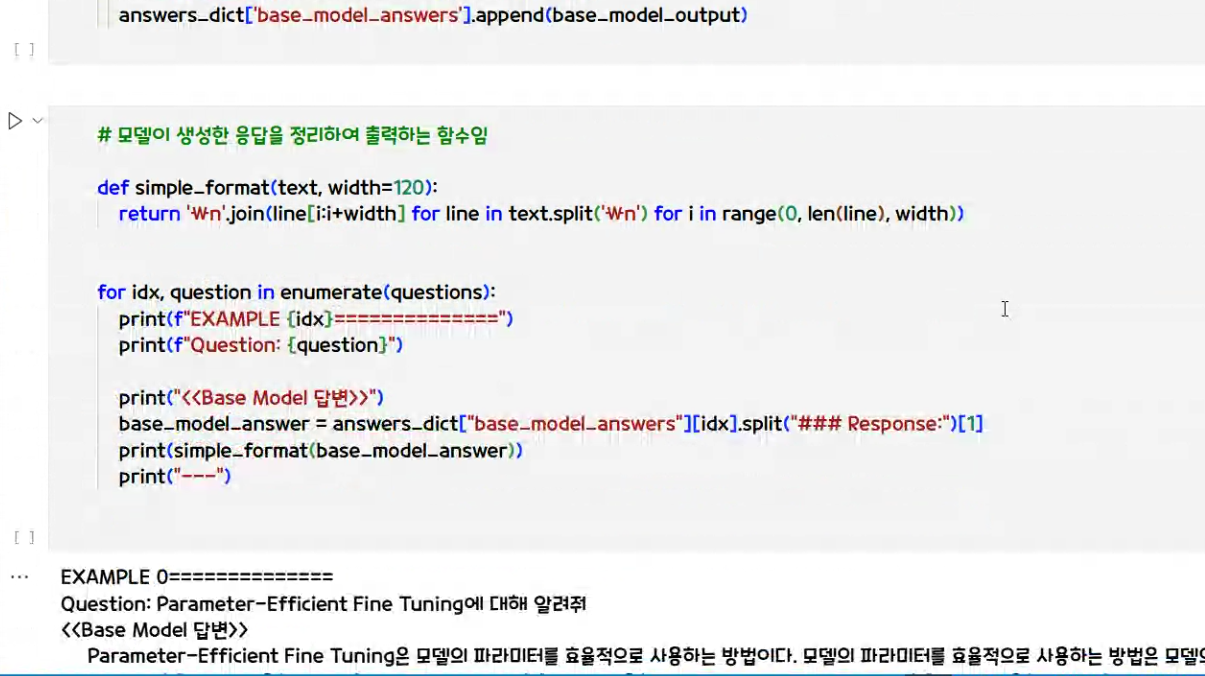 answers_dict['base_model_answers'].append(base_model_output)
[ ]
# 모델이 생성한 응답을 정리하여 출력하는 함수임
def simple_format(text, width=120):
return '₩n'.join(line[i:i+width] for line in text.split('₩n') for i in range(0, len(line), width))
for idx, question in enumerate(questions):
print(f"EXAMPLE {idx}==============")
print(f"Question: {question}")
print("<<Base Model 답변>>")
base_model_answer = answers_dict["base_model_answers"][idx].split("### Response:")[1]
print(simple_format(base_model_answer))
print("---")
[ ]
... EXAMPLE 0==============
Question: Parameter-Efficient Fine Tuning에 대해 알려줘
<<Base Model 답변>>
Parameter-Efficient Fine Tuning은 모델의 파라미터를 효율적으로 사용하는 방법이다. 모델의 파라미터를 효율적으로 사용하는 방법은